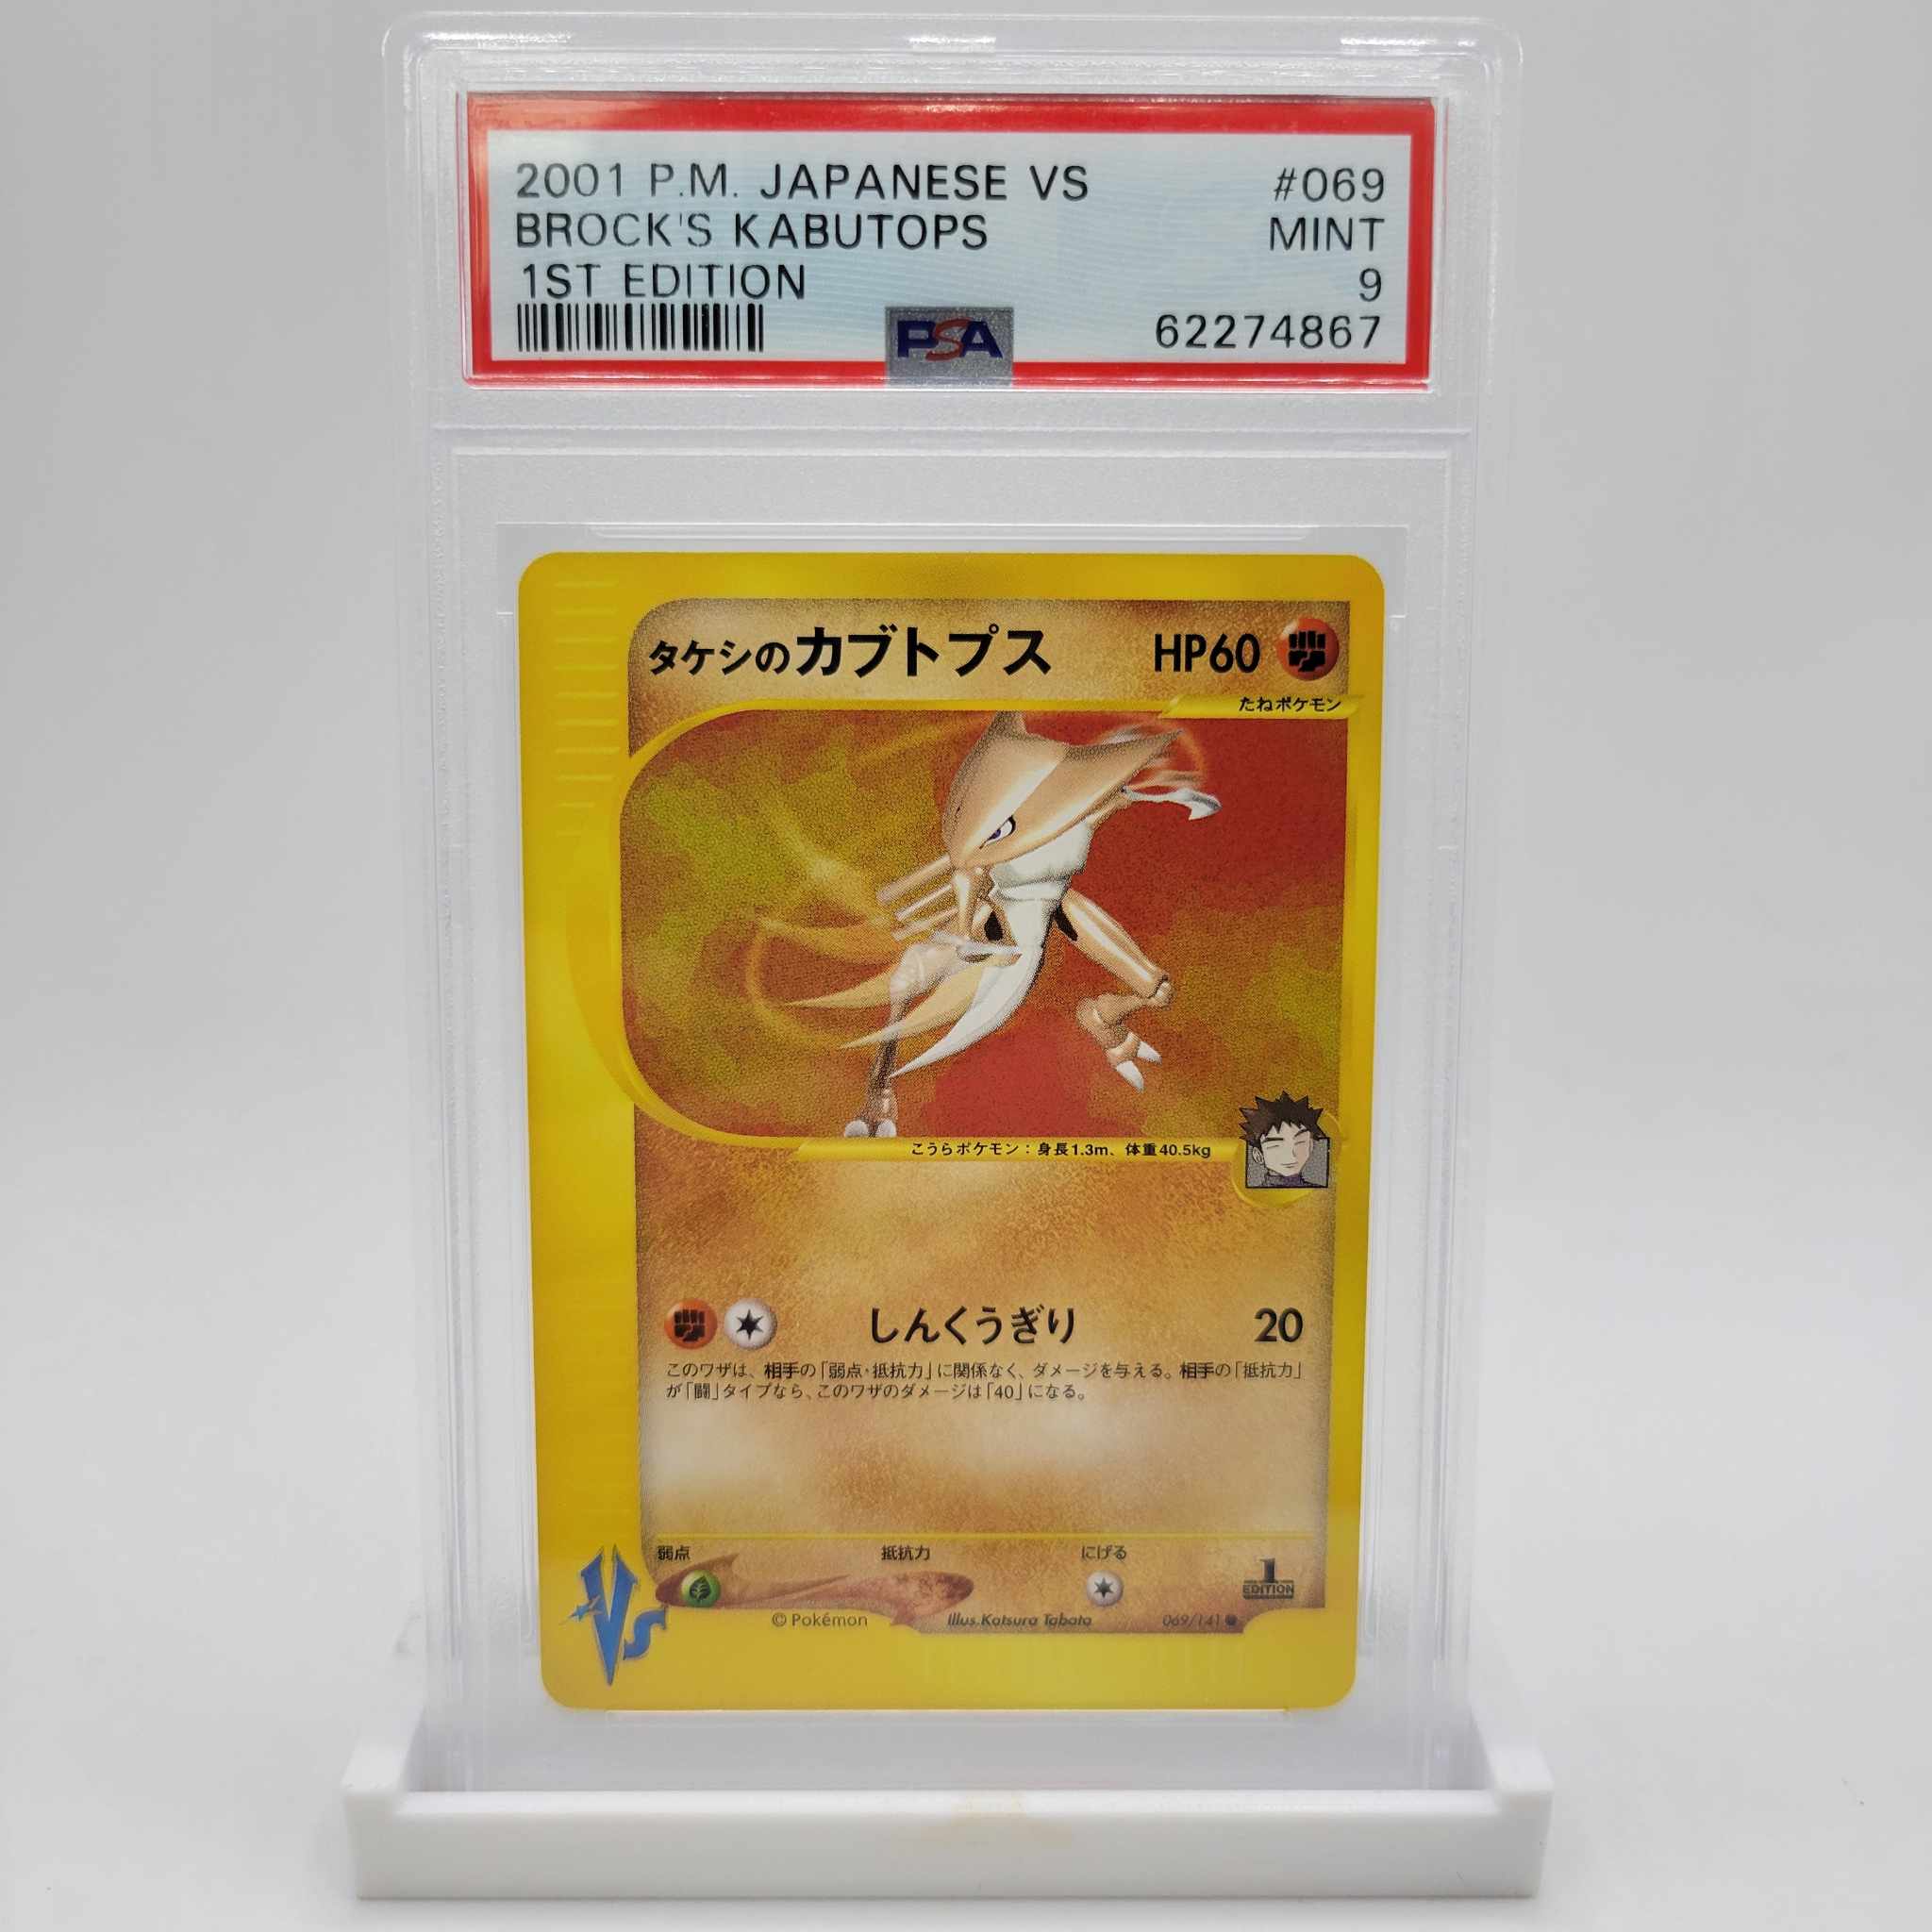 2001 P.M. JAPANESE VS #069
BROCK'S KABUTOPS MINT
1ST EDITION 9
PSA 62274867
タケシのカブトプス HP60
たねポケモン
こうらポケモン：身長1.3m、体重40.5kg
しんくうぎり 20
このワザは、相手の「弱点・抵抗力」に関係なく、ダメージを与える。相手の「抵抗力」
が「闘」タイプなら、このワザのダメージは「40」になる。
弱点 抵抗力 にげる
1
EDITION
VS
© Pokémon Illus. Katsura Tabata 069/141